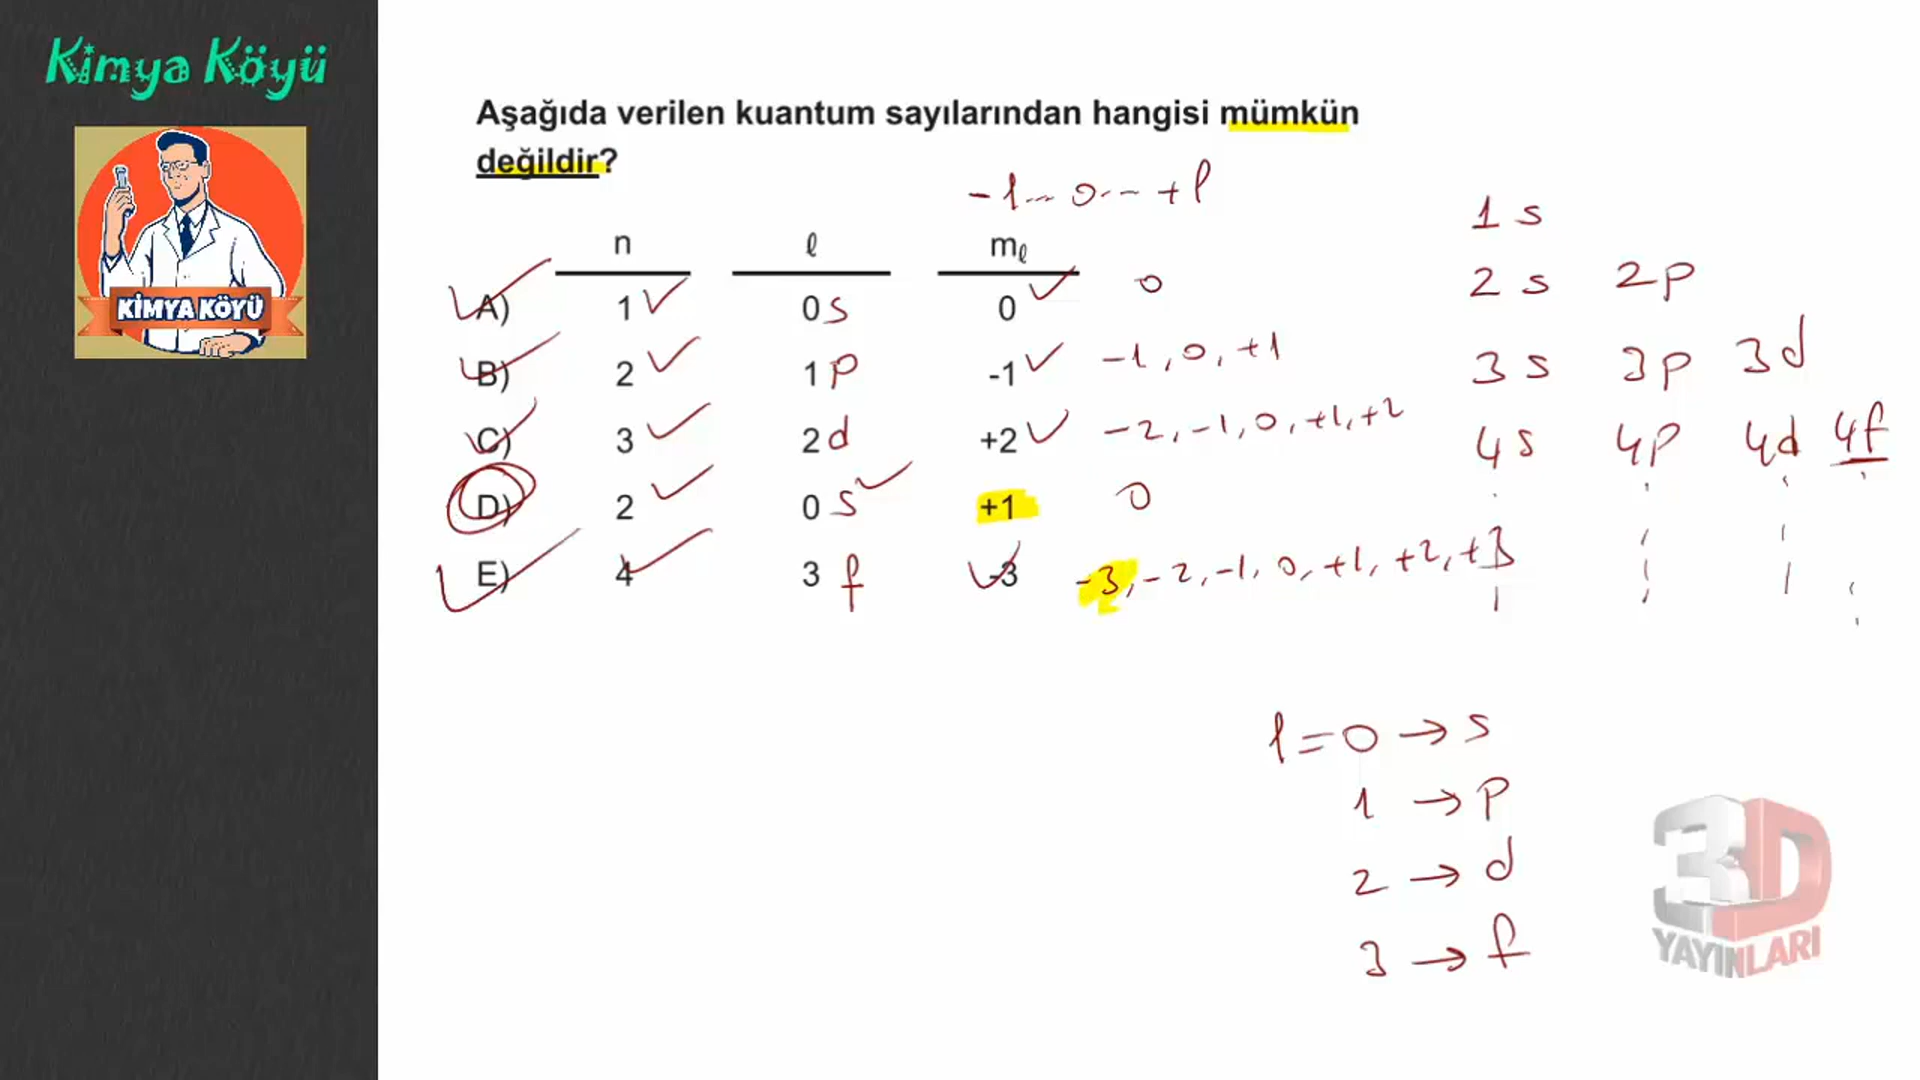 Kimya Köyü
KİMYA KÖYÜ
Aşağıda verilen kuantum sayılarından hangisi mümkün
değildir?
-l... 0 ... +l
n ℓ mℓ
A) 1 0 s 0 0
B) 2 1 p -1 -1, 0, +1
C) 3 2 d +2 -2, -1, 0, +1, +2
D) 2 0 s +1 0
E) 4 3 f -3 -3, -2, -1, 0, +1, +2, +3
1s
2s 2p
3s 3p 3d
4s 4p 4d 4f
l = 0 → s
1 → p
2 → d
3 → f
3D
YAYINLARI